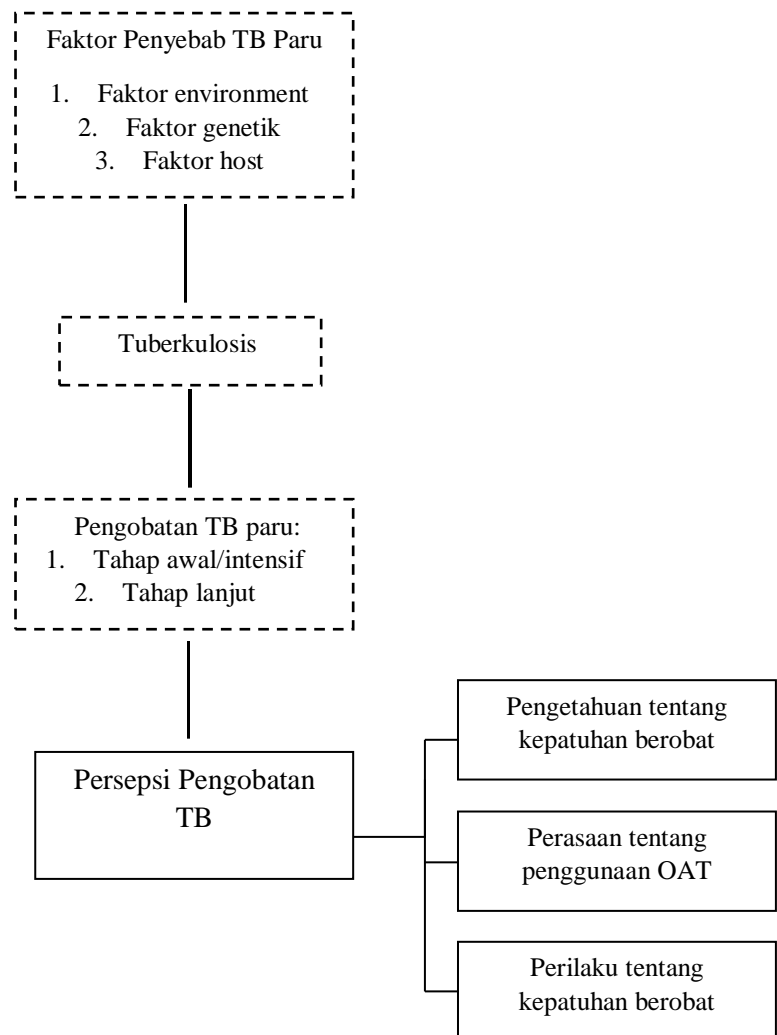 Faktor Penyebab TB Paru
1. Faktor environment
2. Faktor genetik
3. Faktor host
Tuberkulosis
Pengobatan TB paru:
1. Tahap awal/intensif
2. Tahap lanjut
Persepsi Pengobatan
TB
Pengetahuan tentang
kepatuhan berobat
Perasaan tentang
penggunaan OAT
Perilaku tentang
kepatuhan berobat